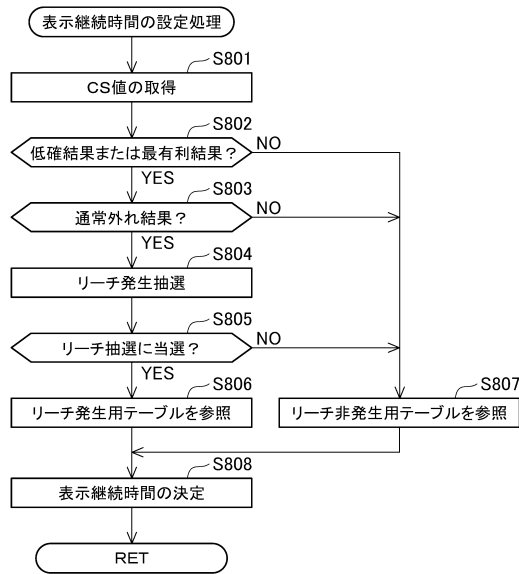 表示継続時間の設定処理
S801
CS値の取得
S802
低確結果または最有利結果？
NO
YES
S803
通常外れ結果？
NO
YES
S804
リーチ発生抽選
S805
リーチ抽選に当選？
NO
YES
S806
リーチ発生用テーブルを参照
S807
リーチ非発生用テーブルを参照
S808
表示継続時間の決定
RET